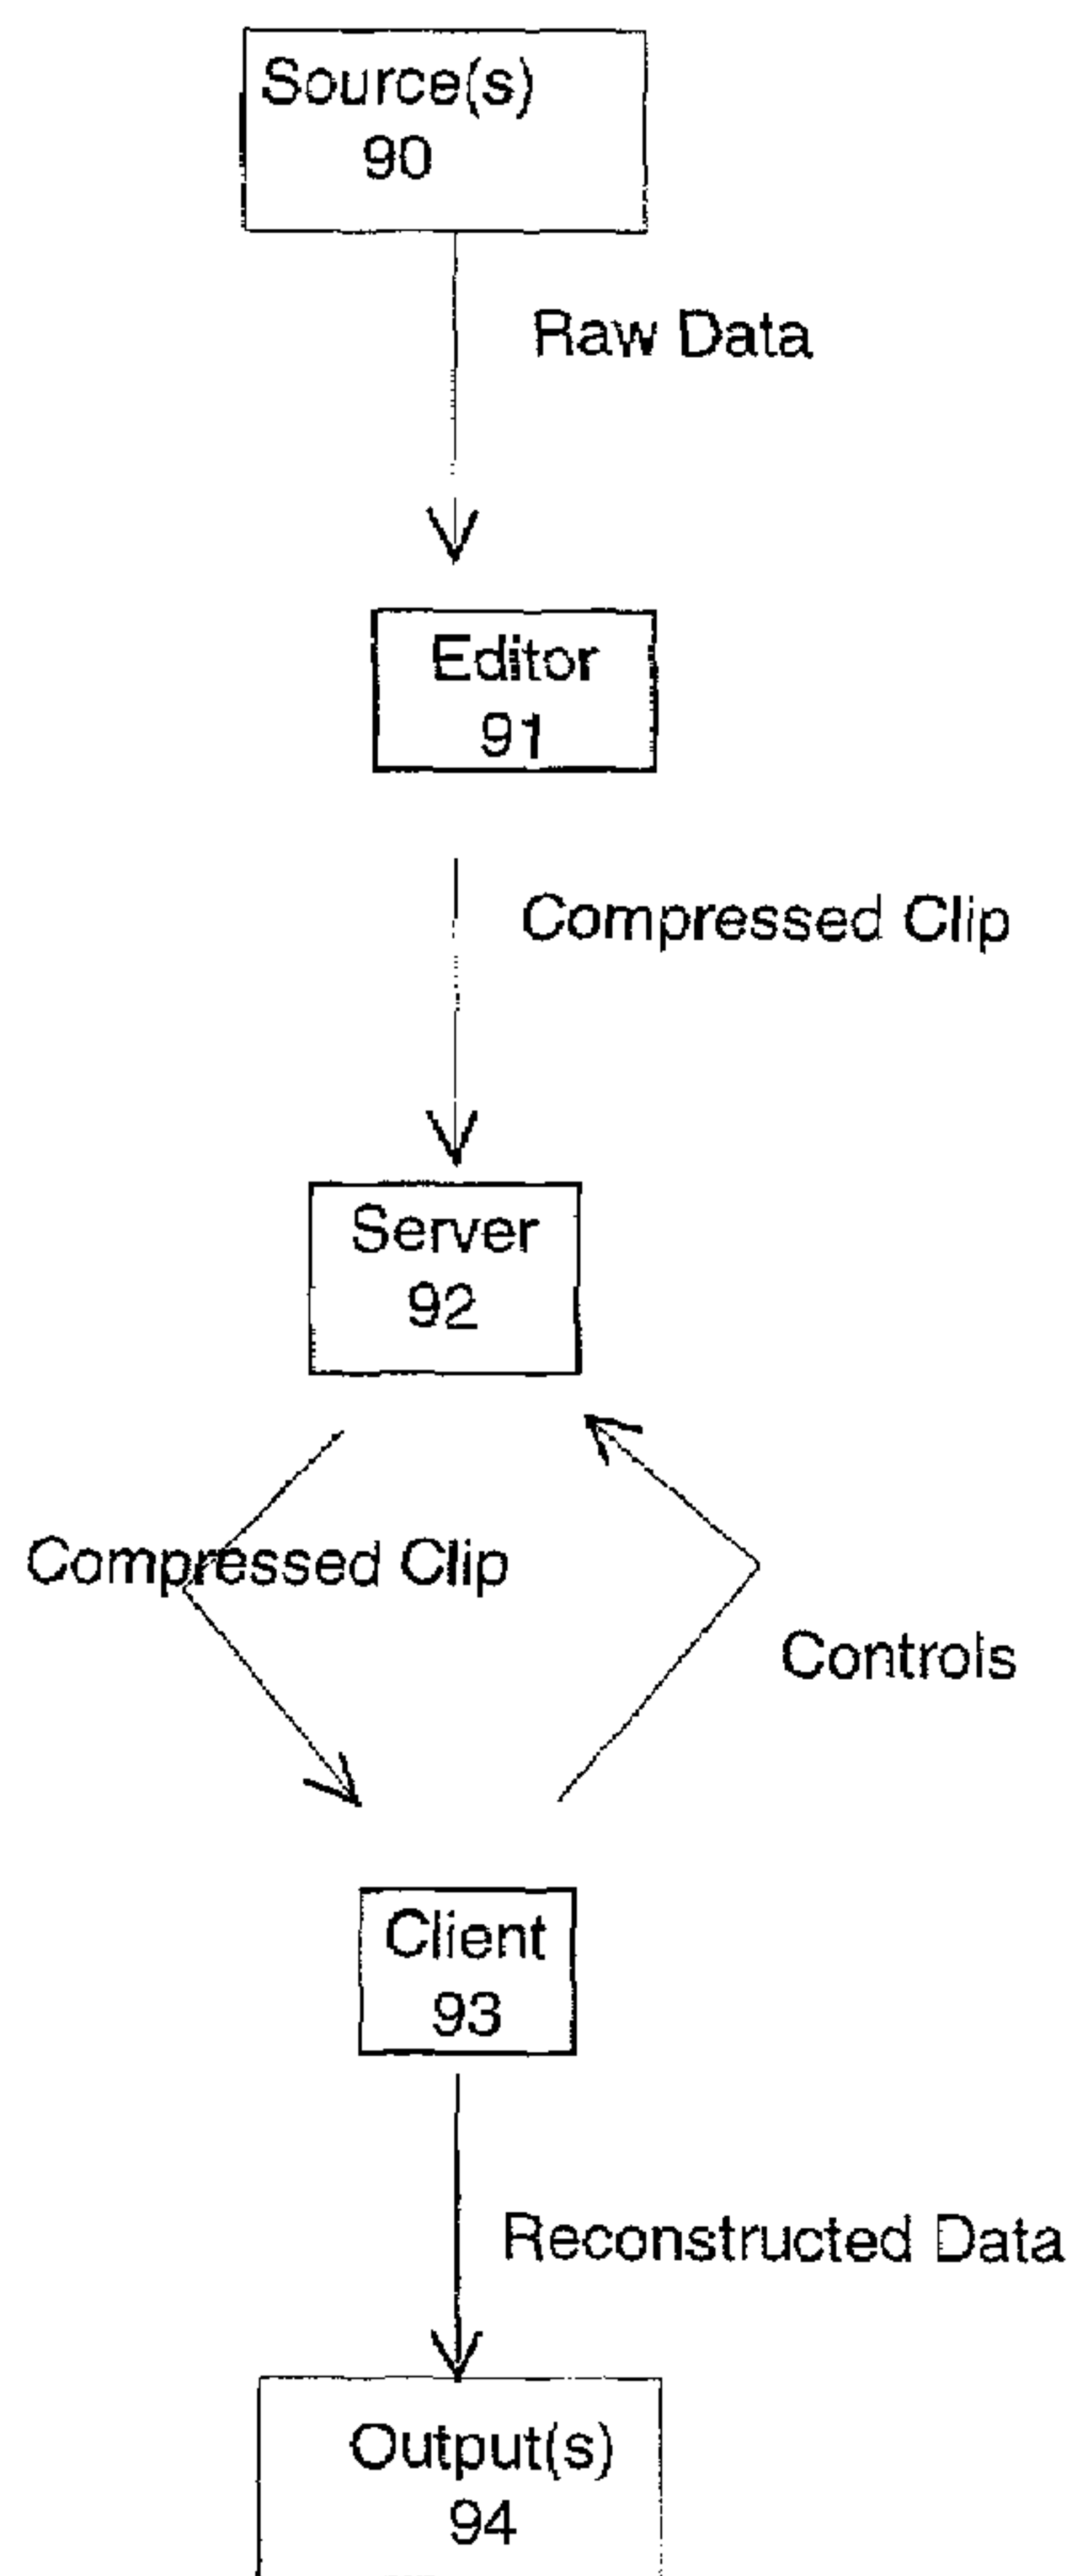 Source(s)
90
Raw Data
Editor
91
Compressed Clip
Server
92
Compressed Clip
Controls
Client
93
Reconstructed Data
Output(s)
94